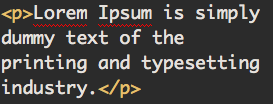 <p>Lorem Ipsum is simply
dummy text of the
printing and typesetting
industry.</p>